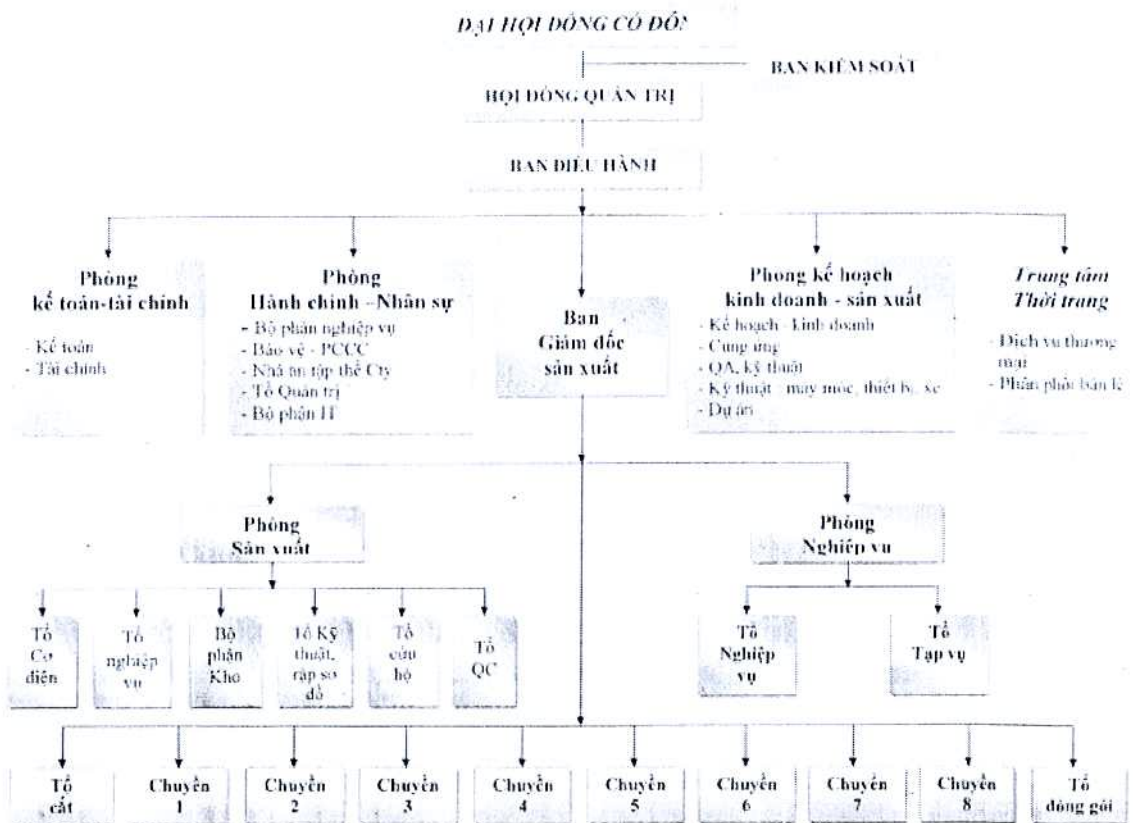 ĐẠI HỘI ĐỒNG CỔ ĐÔ
BAN KIỂM SOÁT
HỘI ĐỒNG QUẢN TRỊ
BAN ĐIỀU HÀNH
Phòng
kế toán-tài chính
- Kế toán
- Tài chính
Phòng
Hành chính –Nhân sự
- Bộ phận nghiệp vụ
- Bảo vệ - PCCC
- Nhà ăn tập thể Cty
- Tổ Quản trị
- Bộ phận IT
Ban
Giám đốc
sản xuất
Phòng kế hoạch
kinh doanh - sản xuất
- Kế hoạch - kinh doanh
- Cung ứng
- QA, kỹ thuật
- Kỹ thuật - máy móc, thiết bị, xe
- Dự án
Trung tâm
Thời trang
- Dịch vụ thương
mại
- Phân phối bán lẻ
Phòng
Sản xuất
Phòng
Nghiệp vụ
Tổ
Cơ
điện
Tổ
nghiệp
vụ
Bộ
phận
Kho
Tổ Kỹ
thuật,
rập sơ
đồ
Tổ
cứu
hộ
Tổ
QC
Tổ
Nghiệp
vụ
Tổ
Tạp vụ
Tổ
cắt
Chuyền
1
Chuyền
2
Chuyền
3
Chuyền
4
Chuyền
5
Chuyền
6
Chuyền
7
Chuyền
8
Tổ
đóng gói